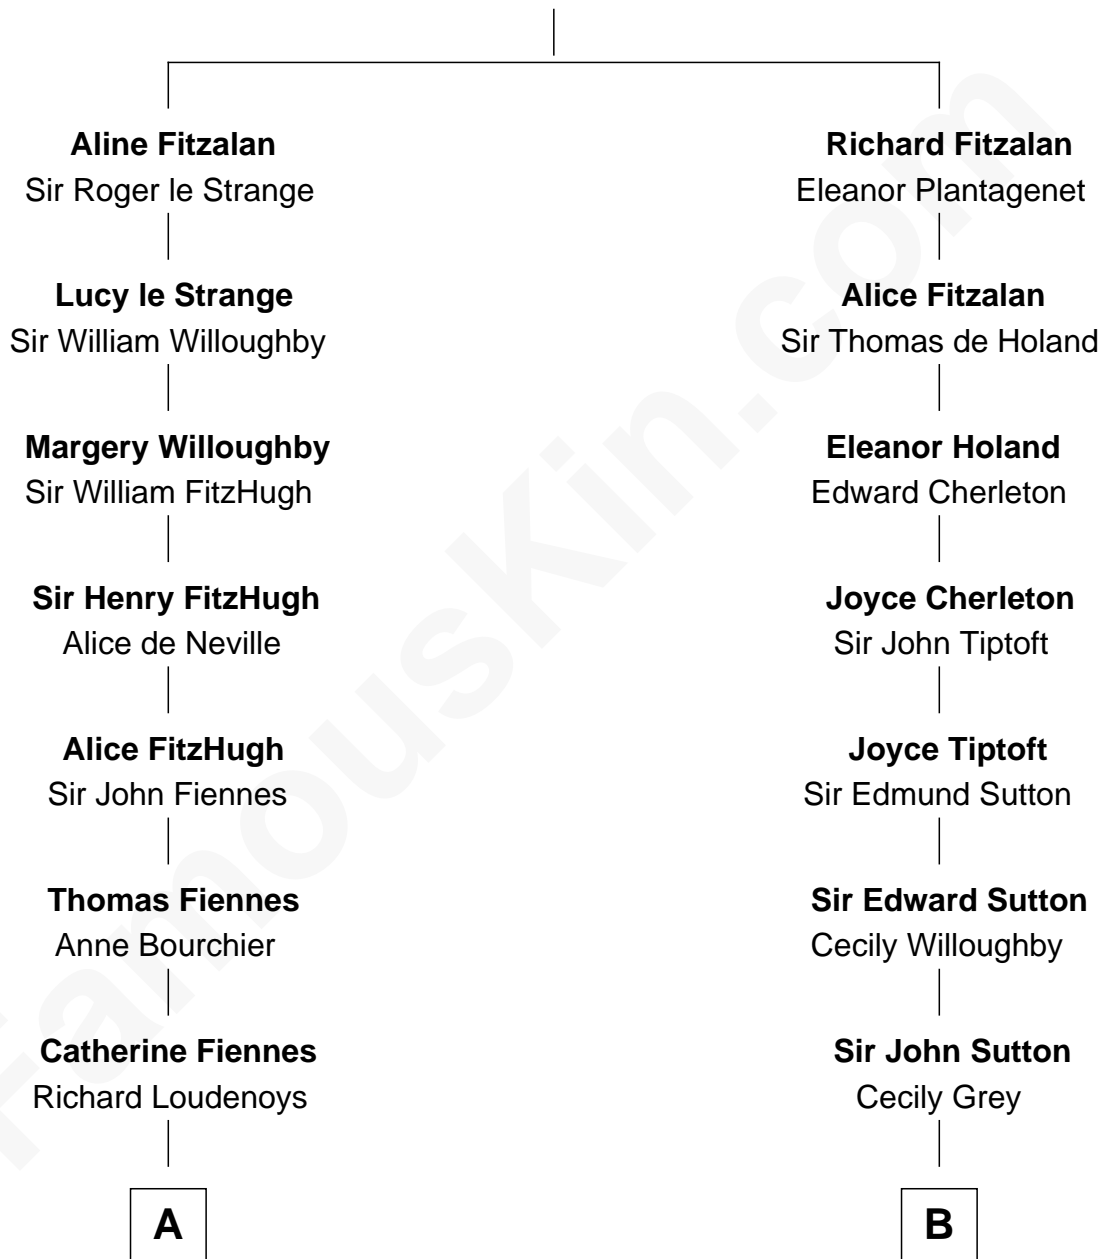 Aline Fitzalan
Sir Roger le Strange
Lucy le Strange
Sir William Willoughby
Margery Willoughby
Sir William FitzHugh
Sir Henry FitzHugh
Alice de Neville
Alice FitzHugh
Sir John Fiennes
Thomas Fiennes
Anne Bourchier
Catherine Fiennes
Richard Loudenoys
A
Richard Fitzalan
Eleanor Plantagenet
Alice Fitzalan
Sir Thomas de Holand
Eleanor Holand
Edward Cherleton
Joyce Cherleton
Sir John Tiptoft
Joyce Tiptoft
Sir Edmund Sutton
Sir Edward Sutton
Cecily Willoughby
Sir John Sutton
Cecily Grey
B
FamousKin.com